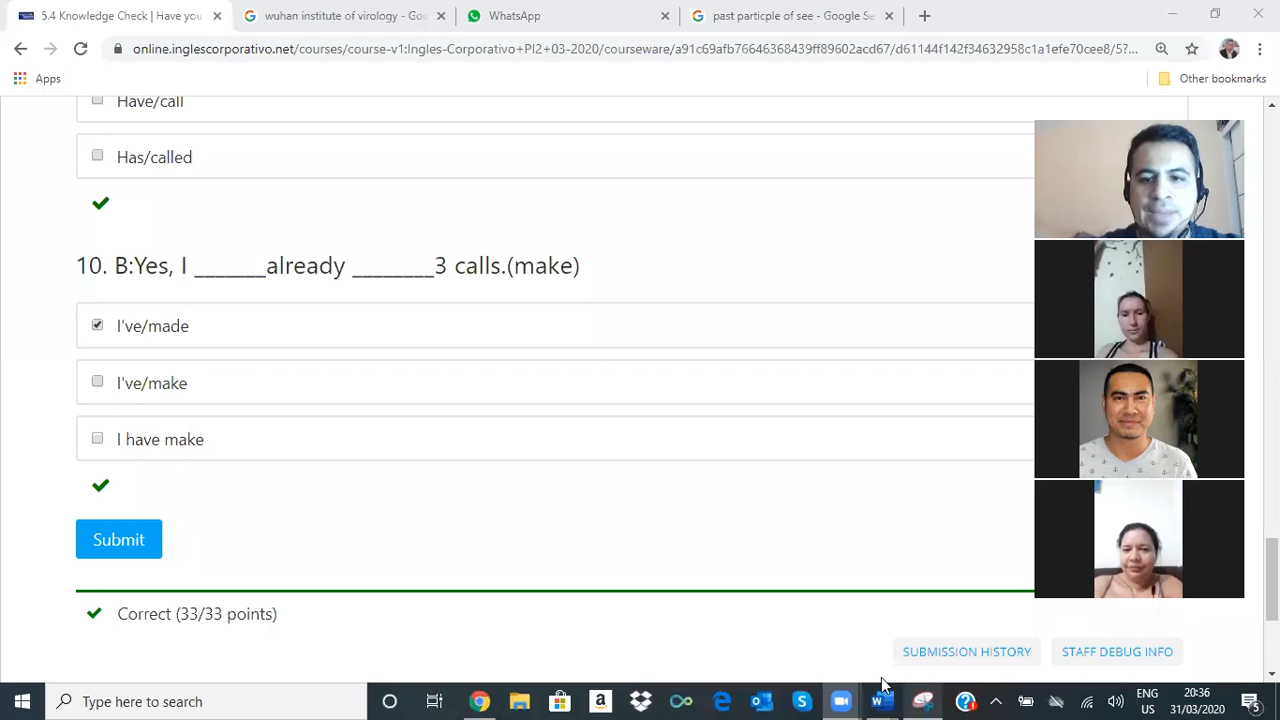 5.4 Knowledge Check | Have you
wuhan institute of virology - Go
WhatsApp
past particple of see - Google Se
online.inglescorporativo.net/courses/course-v1:Ingles-Corporativo+PI2+03-2020/courseware/a91c69afb76646368439ff89602acd67/d61144f142f34632958c1a1efe70cee8/5?...
Apps
Other bookmarks
Have/call
Has/called
10. B:Yes, I _______already ________3 calls.(make)
I've/made
I've/make
I have make
Submit
Correct (33/33 points)
SUBMISSION HISTORY
STAFF DEBUG INFO
Type here to search
ENG
US
20:36
31/03/2020
5